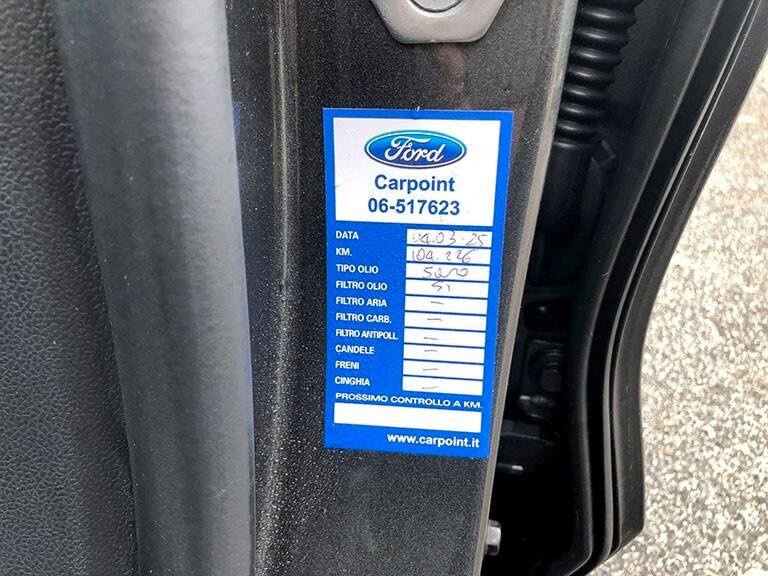 Ford
Carpoint
06-517623
DATA
KM. 104.226
TIPO OLIO
FILTRO OLIO SI
FILTRO ARIA –
FILTRO CARB. –
FILTRO ANTIPOLL. –
CANDELE –
FRENI –
CINGHIA –
PROSSIMO CONTROLLO A KM.
www.carpoint.it